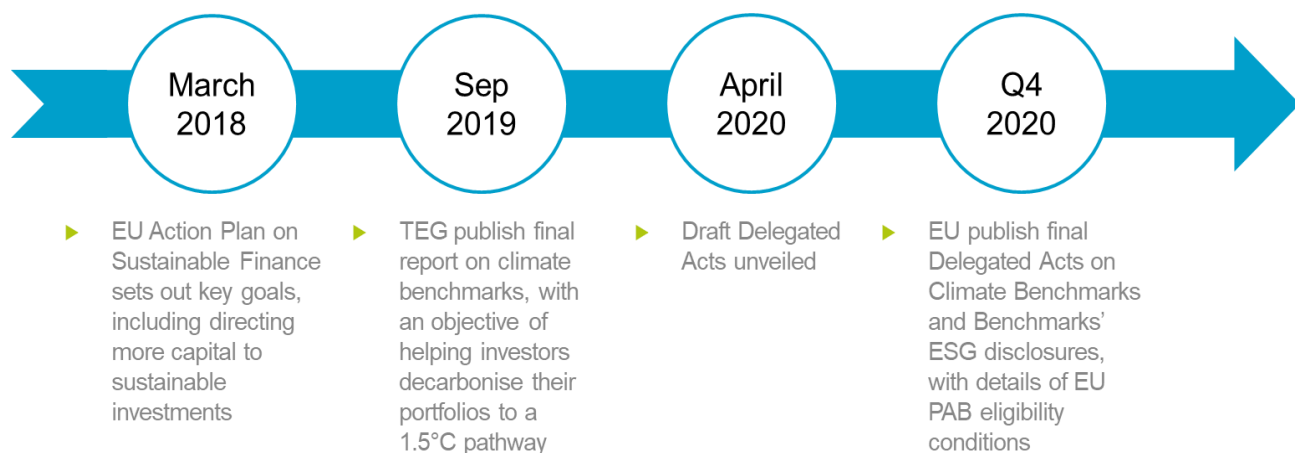 March
2018
Sep
2019
April
2020
Q4
2020
EU Action Plan on
Sustainable Finance
sets out key goals,
including directing
more capital to
sustainable
investments
TEG publish final
report on climate
benchmarks, with
an objective of
helping investors
decarbonise their
portfolios to a
1.5°C pathway
Draft Delegated
Acts unveiled
EU publish final
Delegated Acts on
Climate Benchmarks
and Benchmarks’
ESG disclosures,
with details of EU
PAB eligibility
conditions